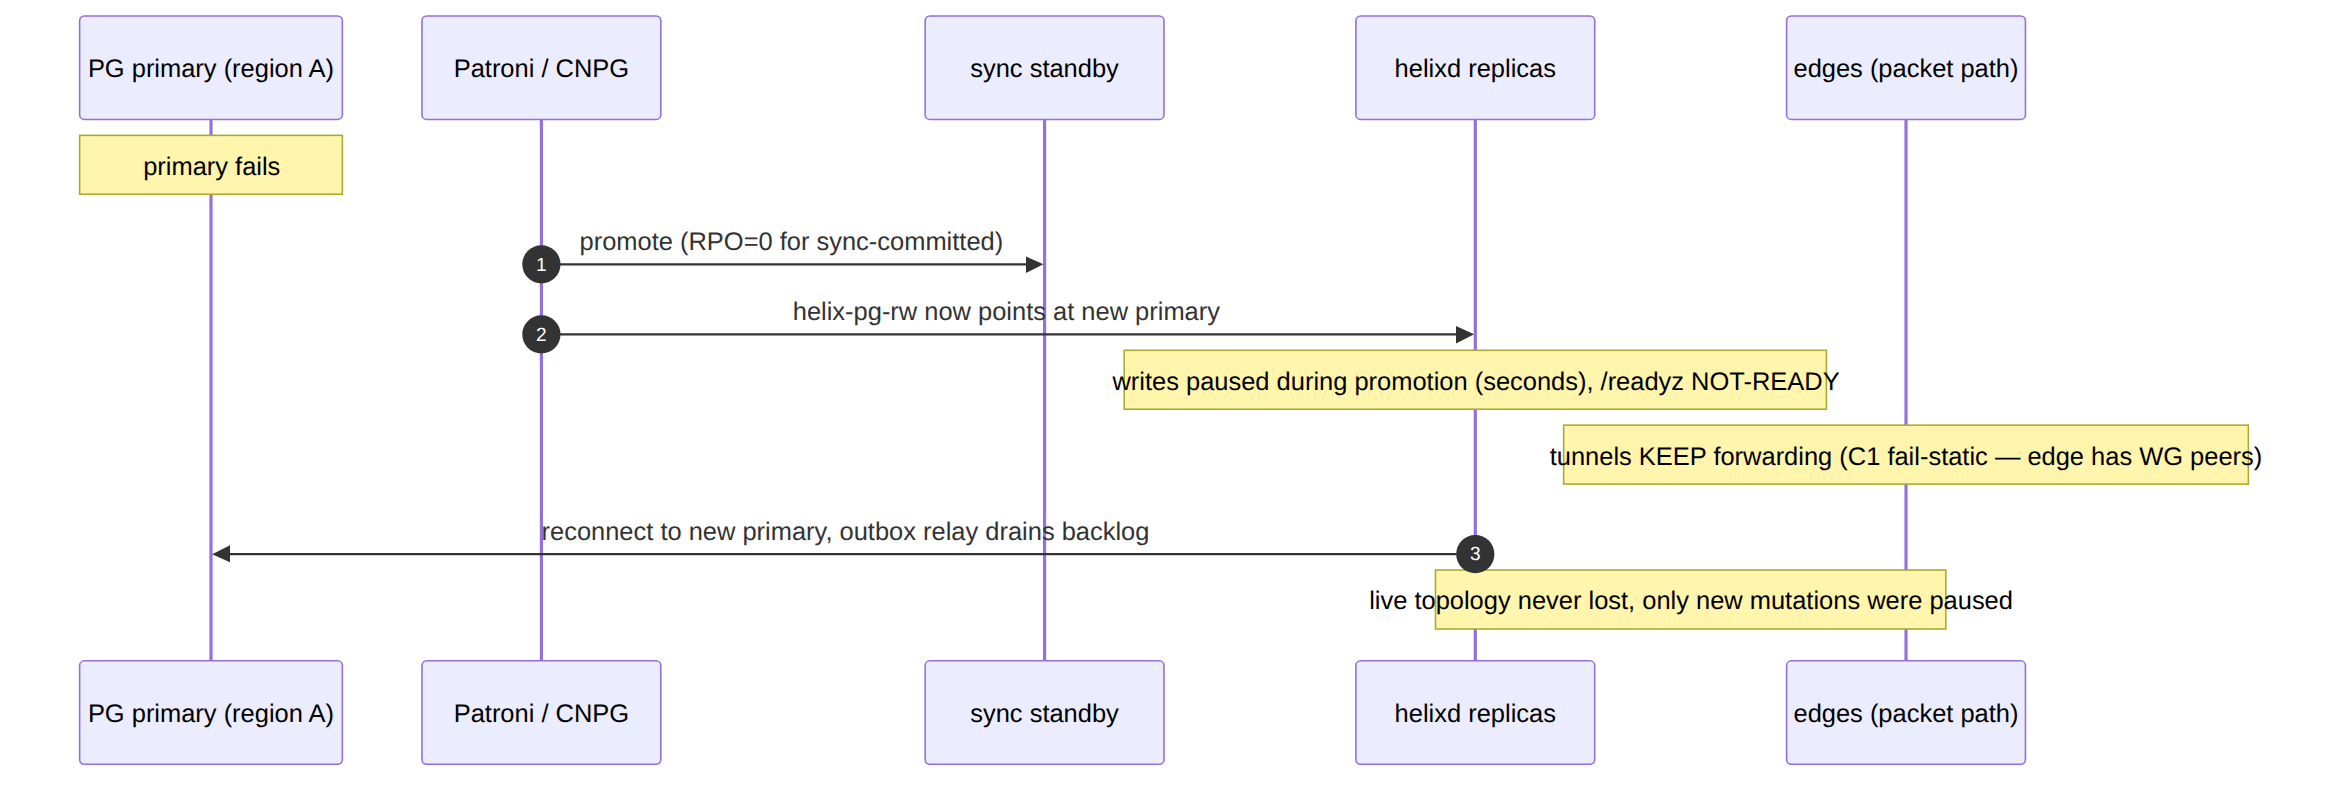 PG primary (region A)
Patroni / CNPG
sync standby
helixd replicas
edges (packet path)
primary fails
promote (RPO=0 for sync-committed)
1
helix-pg-rw now points at new primary
2
writes paused during promotion (seconds), /readyz NOT-READY
tunnels KEEP forwarding (C1 fail-static — edge has WG peers)
reconnect to new primary, outbox relay drains backlog
3
live topology never lost, only new mutations were paused
PG primary (region A)
Patroni / CNPG
sync standby
helixd replicas
edges (packet path)